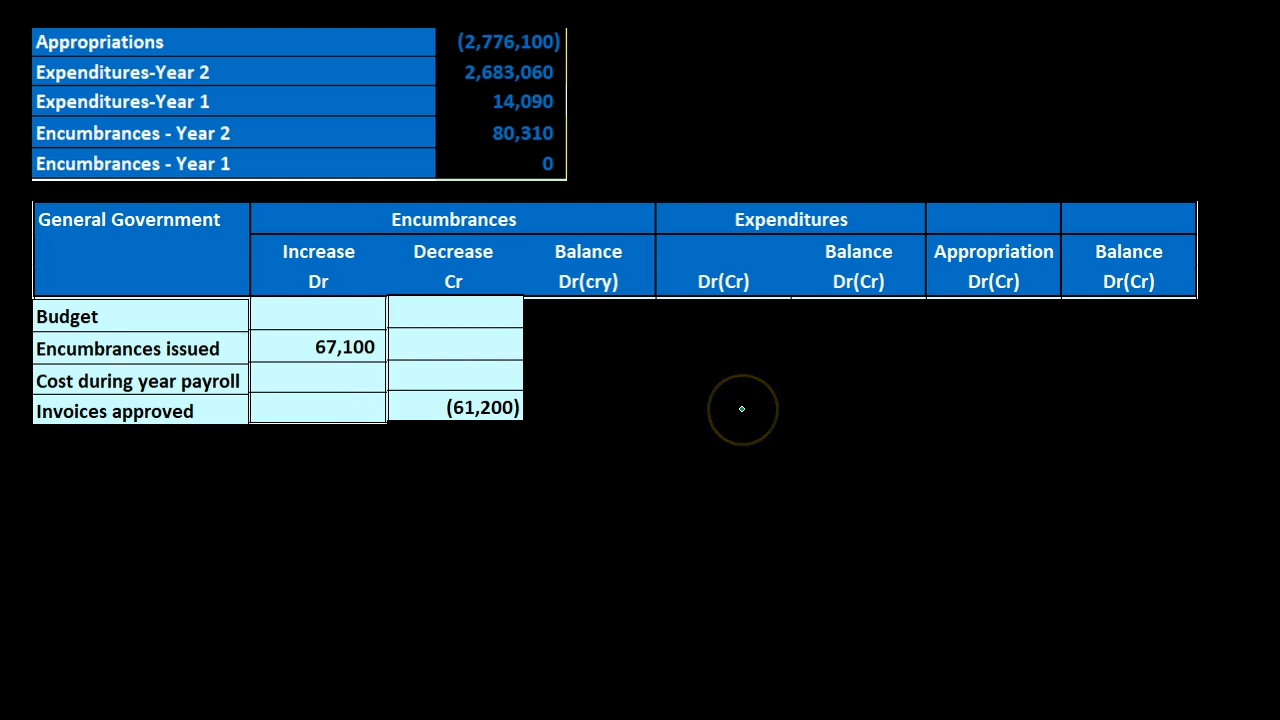 Appropriations (2,776,100)
Expenditures-Year 2 2,683,060
Expenditures-Year 1 14,090
Encumbrances - Year 2 80,310
Encumbrances - Year 1 0
General Government Encumbrances Expenditures
Increase Decrease Balance Balance Appropriation Balance
Dr Cr Dr(cry) Dr(Cr) Dr(Cr) Dr(Cr) Dr(Cr)
Budget
Encumbrances issued 67,100
Cost during year payroll
Invoices approved (61,200)